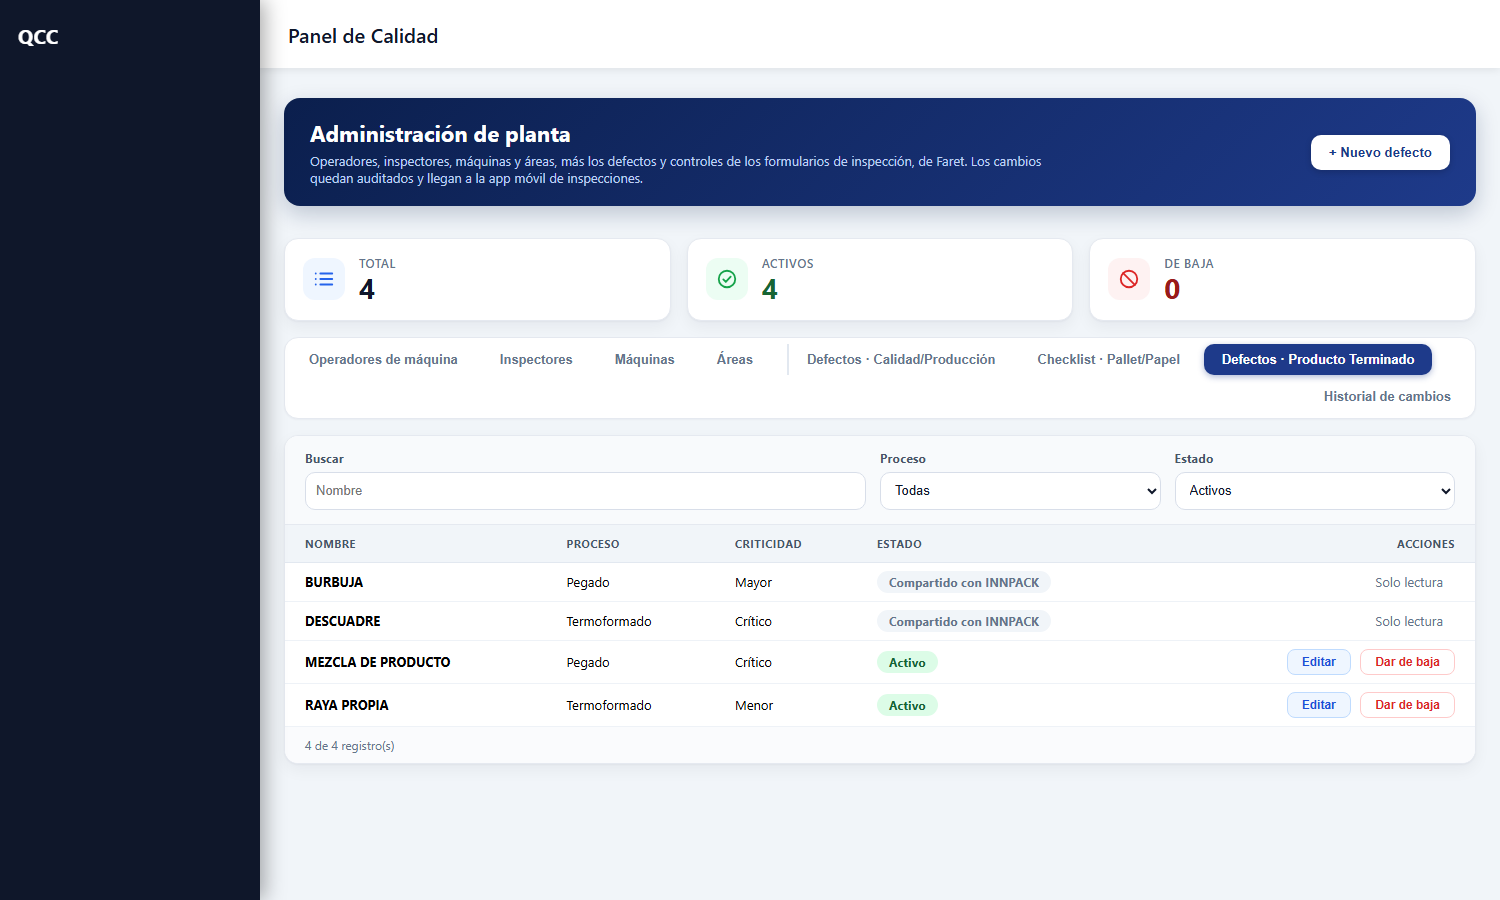 QCC
Panel de Calidad
Administración de planta
Operadores, inspectores, máquinas y áreas, más los defectos y controles de los formularios de inspección, de Faret. Los cambios
quedan auditados y llegan a la app móvil de inspecciones.
+ Nuevo defecto
TOTAL
4
ACTIVOS
4
DE BAJA
0
Operadores de máquina Inspectores Máquinas Áreas Defectos · Calidad/Producción Checklist · Pallet/Papel Defectos · Producto Terminado
Historial de cambios
Buscar Proceso Estado
Nombre Todas Activos
NOMBRE PROCESO CRITICIDAD ESTADO ACCIONES
BURBUJA Pegado Mayor Compartido con INNPACK Solo lectura
DESCUADRE Termoformado Crítico Compartido con INNPACK Solo lectura
MEZCLA DE PRODUCTO Pegado Crítico Activo Editar Dar de baja
RAYA PROPIA Termoformado Menor Activo Editar Dar de baja
4 de 4 registro(s)